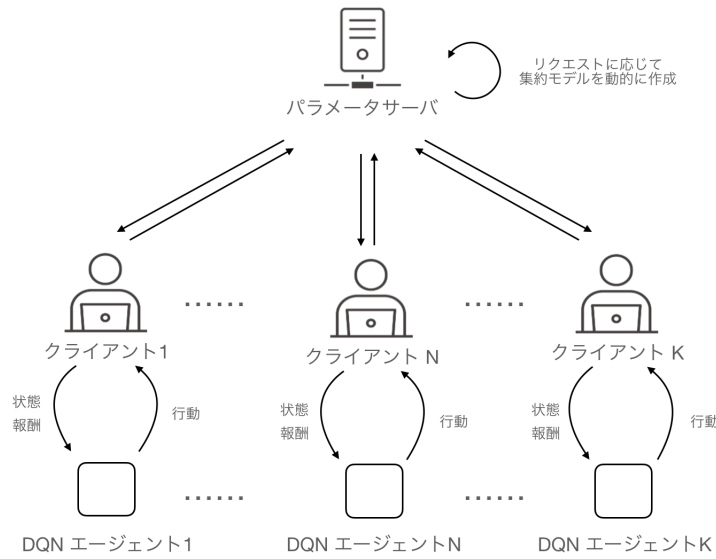 リクエストに応じて
集約モデルを動的に作成
パラメータサーバ
......
......
クライアント1
クライアント N
クライアント K
状態
報酬
行動
状態
報酬
行動
状態
報酬
行動
......
......
DQN エージェント1
DQN エージェントN
DQN エージェントK